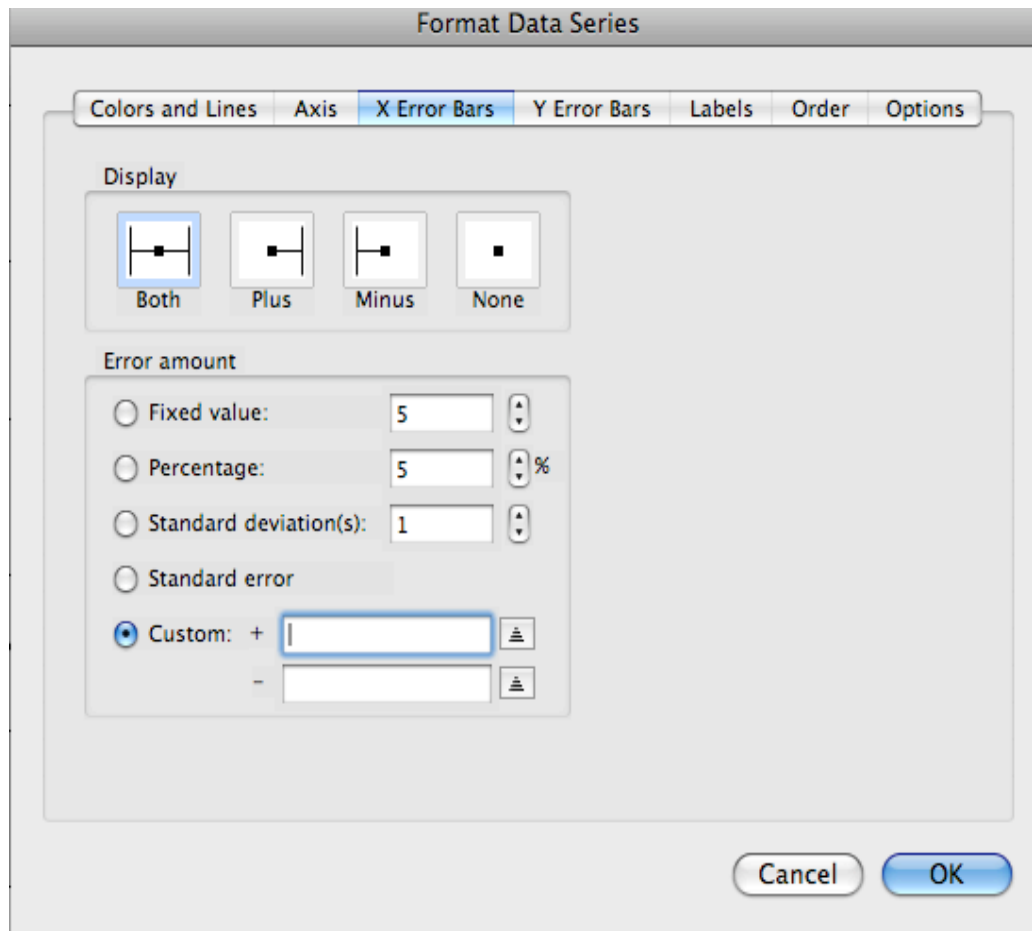 Format Data Series
Colors and Lines Axis X Error Bars Y Error Bars Labels Order Options
Display
Both Plus Minus None
Error amount
Fixed value: 5
Percentage: 5 %
Standard deviation(s): 1
Standard error
Custom: +
-
Cancel OK